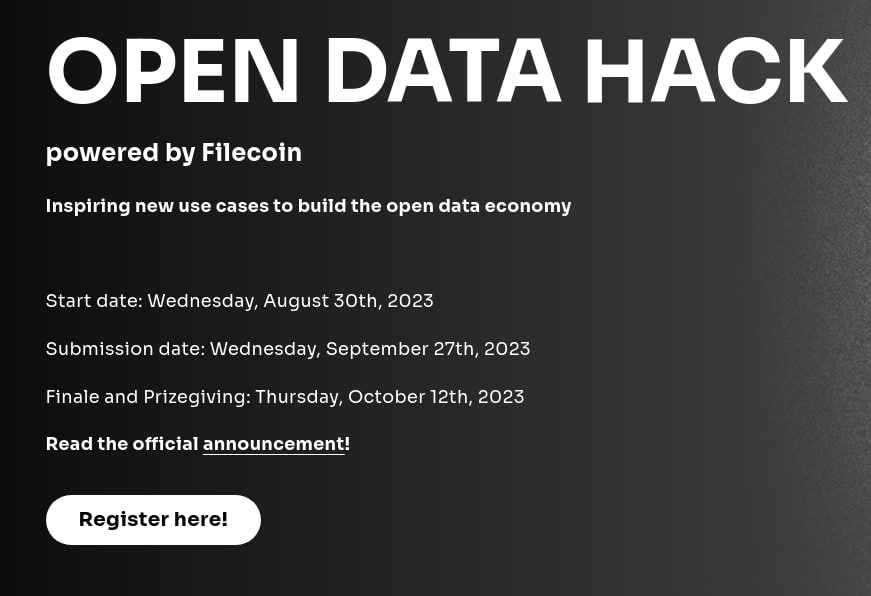 OPEN DATA HACK
powered by Filecoin
Inspiring new use cases to build the open data economy
Start date: Wednesday, August 30th, 2023
Submission date: Wednesday, September 27th, 2023
Finale and Prizegiving: Thursday, October 12th, 2023
Read the official announcement!
Register here!